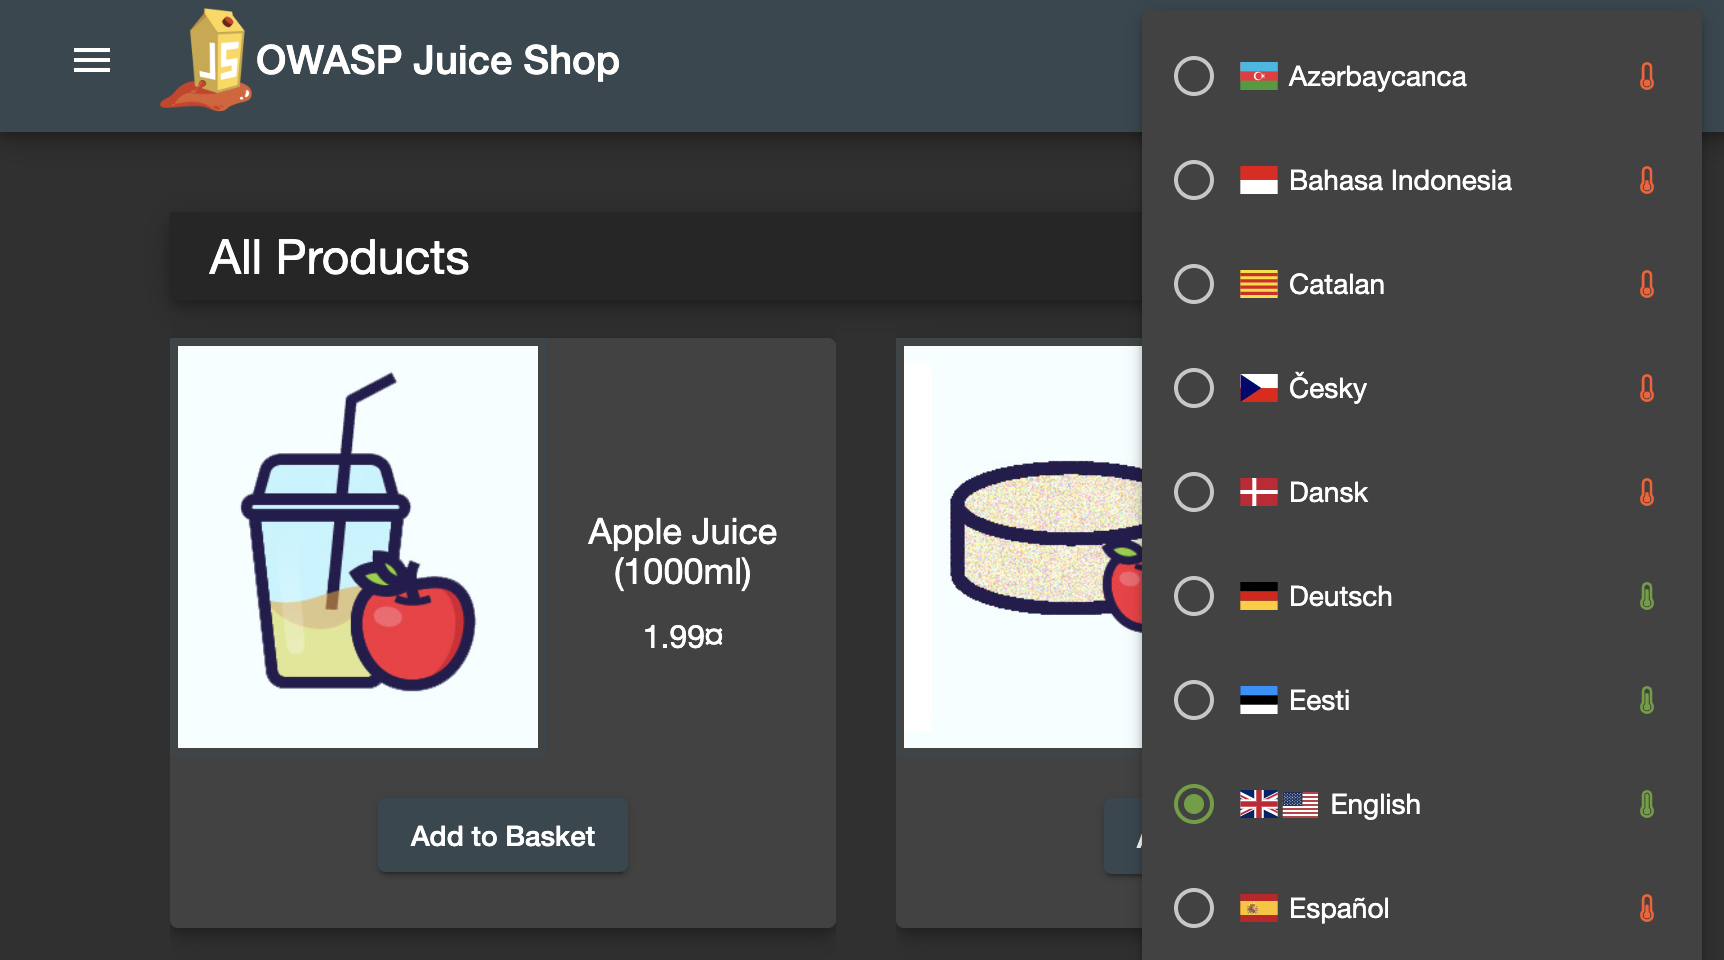 JS
OWASP Juice Shop
All Products
Apple Juice
(1000ml)
1.99¤
Add to Basket
Azərbaycanca
Bahasa Indonesia
Catalan
Česky
Dansk
Deutsch
Eesti
English
Español